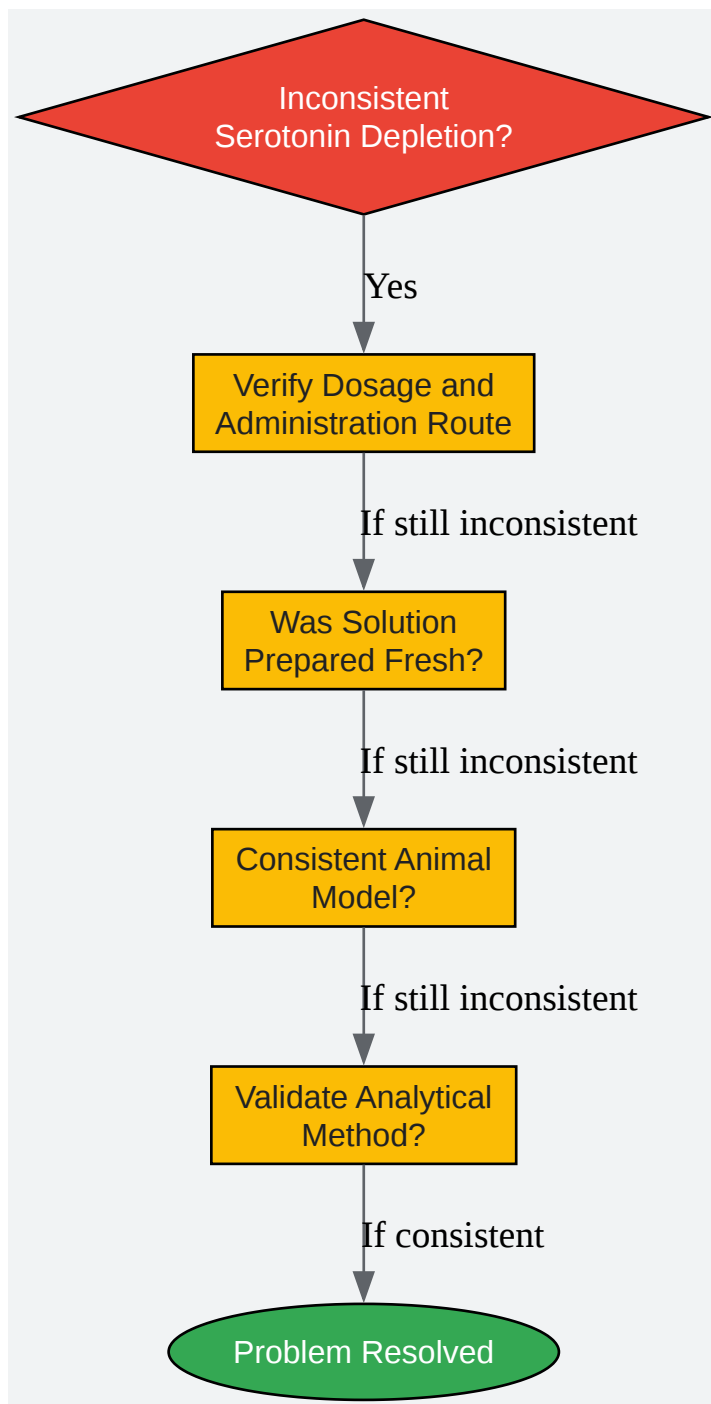 Inconsistent
Serotonin Depletion?
Yes
Verify Dosage and
Administration Route
If still inconsistent
Was Solution
Prepared Fresh?
If still inconsistent
Consistent Animal
Model?
If still inconsistent
Validate Analytical
Method?
If consistent
Problem Resolved